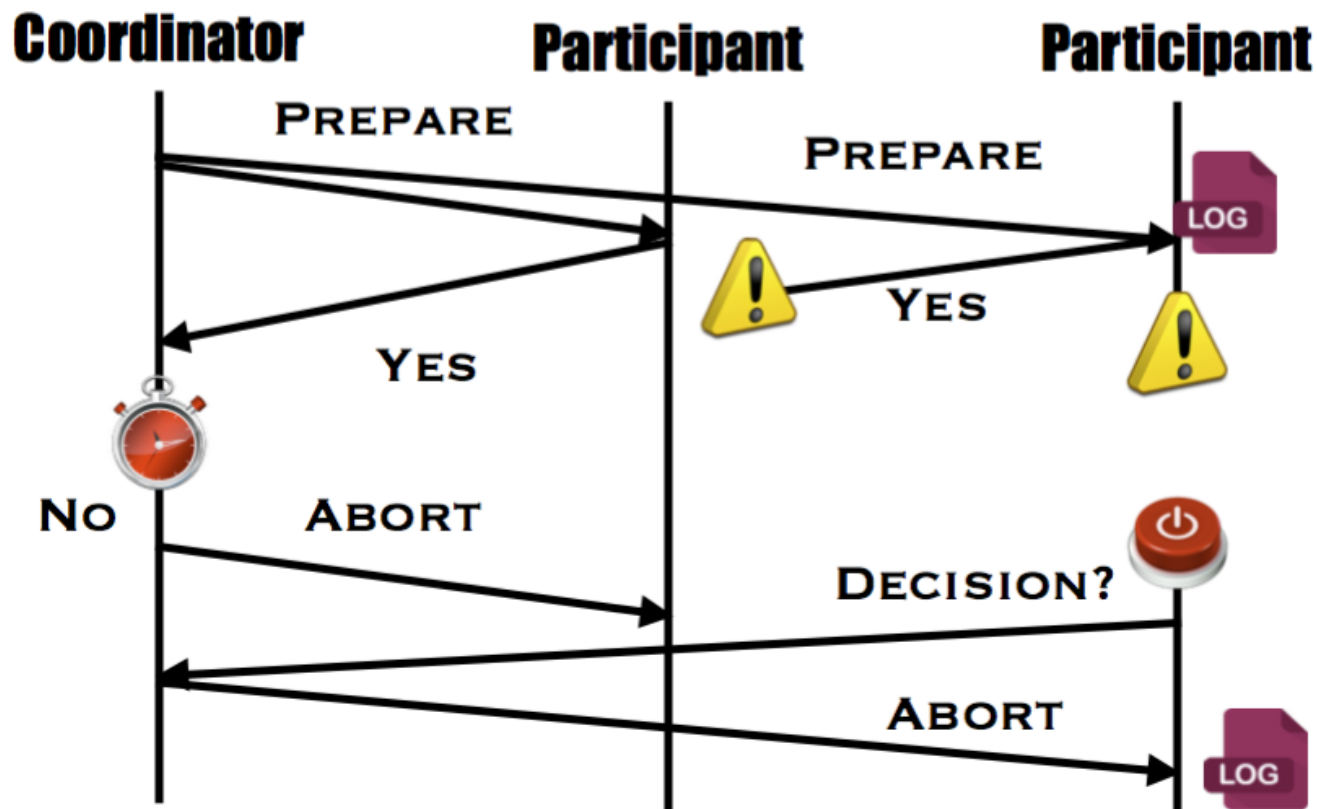 Coordinator
Participant
Participant
PREPARE
PREPARE
LOG
YES
YES
NO
ABORT
DECISION?
ABORT
LOG